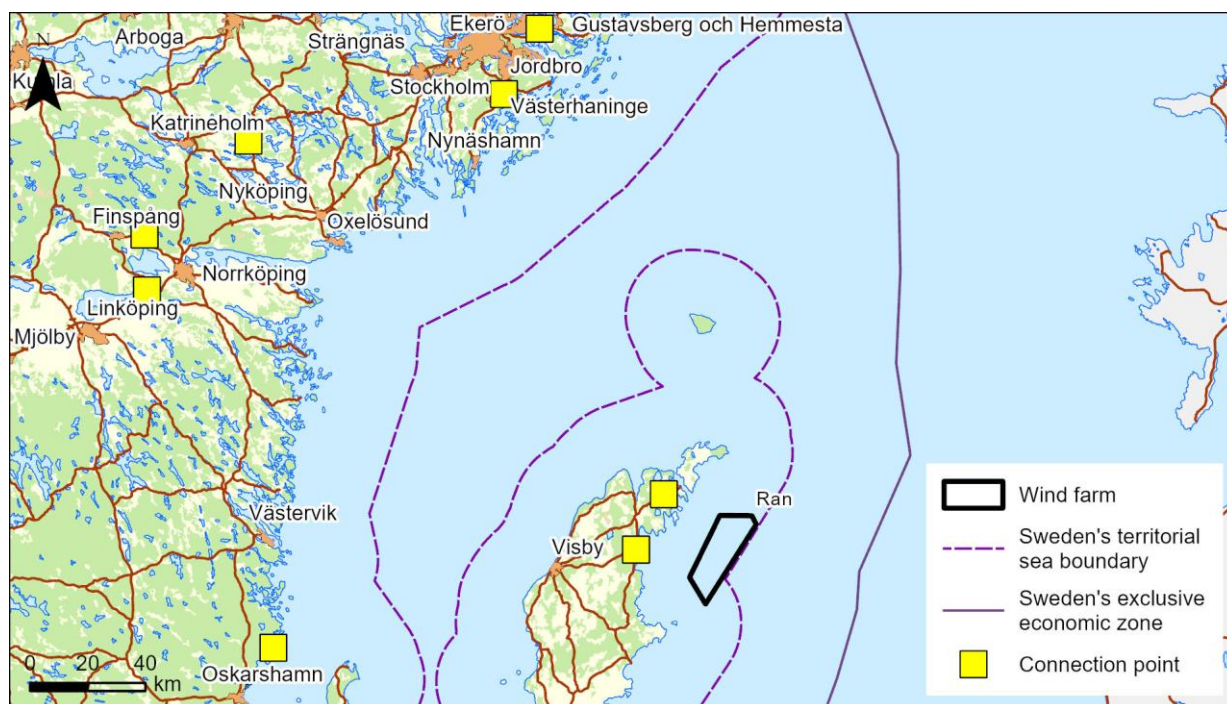 Ekerö
Gustavsberg och Hemmesta
Arboga
Strängnäs
N
Jordbro
Kumla
Stockholm
Västerhaninge
Katrineholm
Nynäshamn
Nyköping
Finspång
Oxelösund
Norrköping
Linköping
Mjölby
Ran
Wind farm
Västervik
Visby
Sweden's territorial
sea boundary
Sweden's exclusive
economic zone
Connection point
Oskarshamn
0 20 40
km